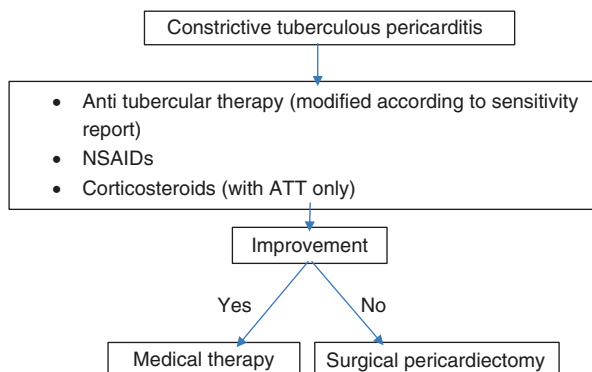 Constrictive tuberculous pericarditis
• Anti tubercular therapy (modified according to sensitivity
report)
• NSAIDs
• Corticosteroids (with ATT only)
Improvement
Yes
No
Medical therapy
Surgical pericardiectomy